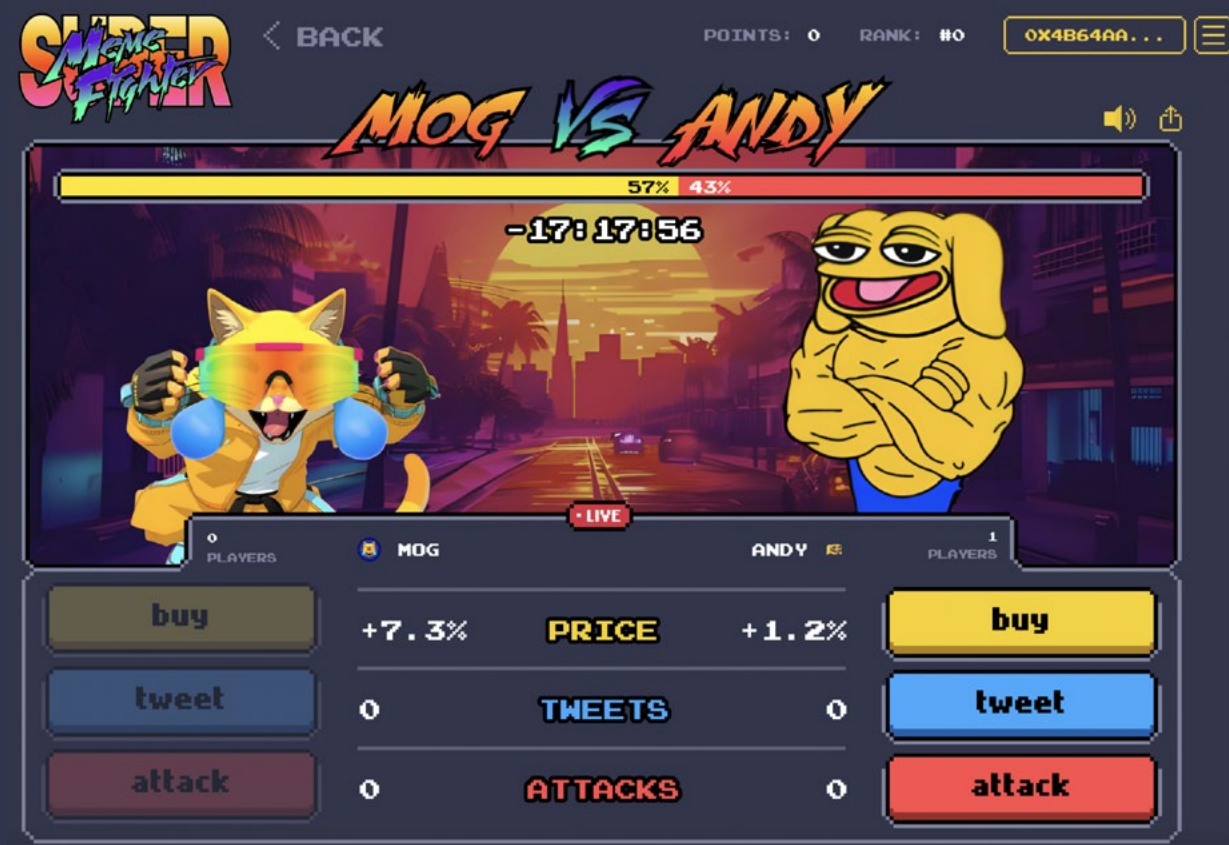 SUPER
Meme
Fighter
BACK
POINTS: 0
RANK: #0
0X4B64AA...
MOG VS ANDY
57% 43%
-17:17:56
• LIVE
0
PLAYERS
MOG
ANDY
1
PLAYERS
buy
+7.3% PRICE +1.2%
buy
tweet
0 TWEETS 0
tweet
attack
0 ATTACKS 0
attack